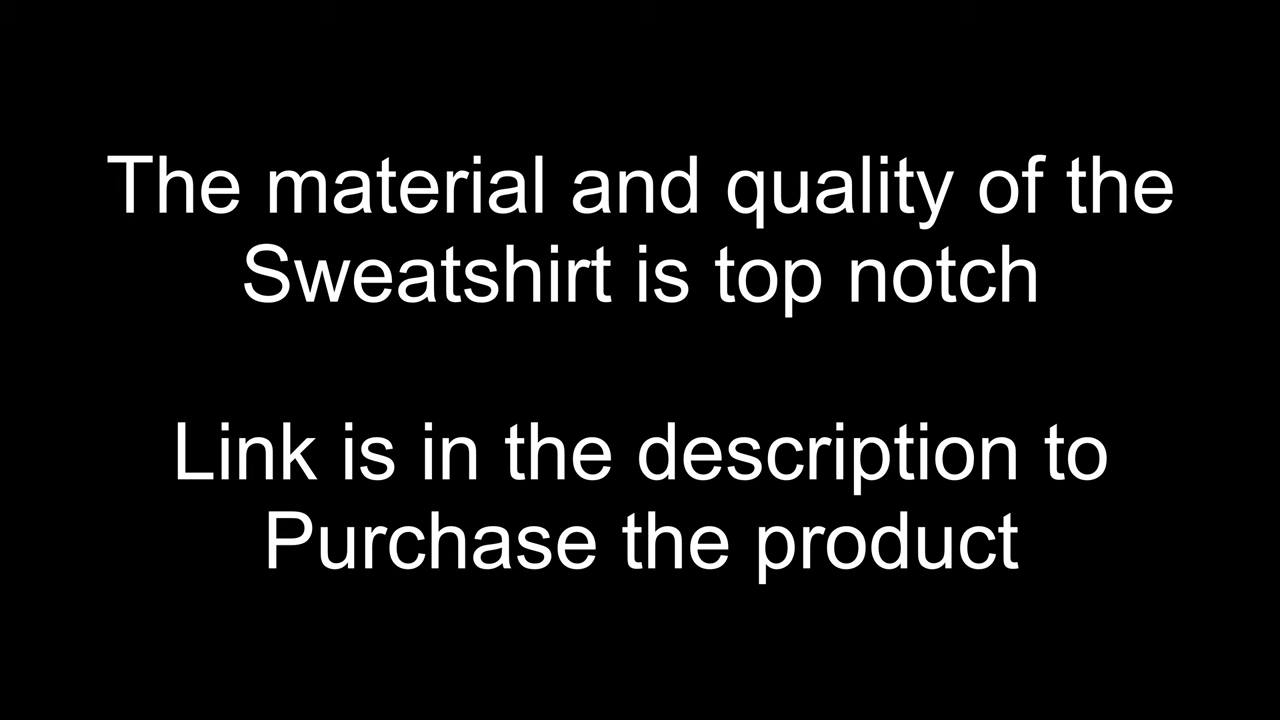 The material and quality of the
Sweatshirt is top notch
Link is in the description to
Purchase the product